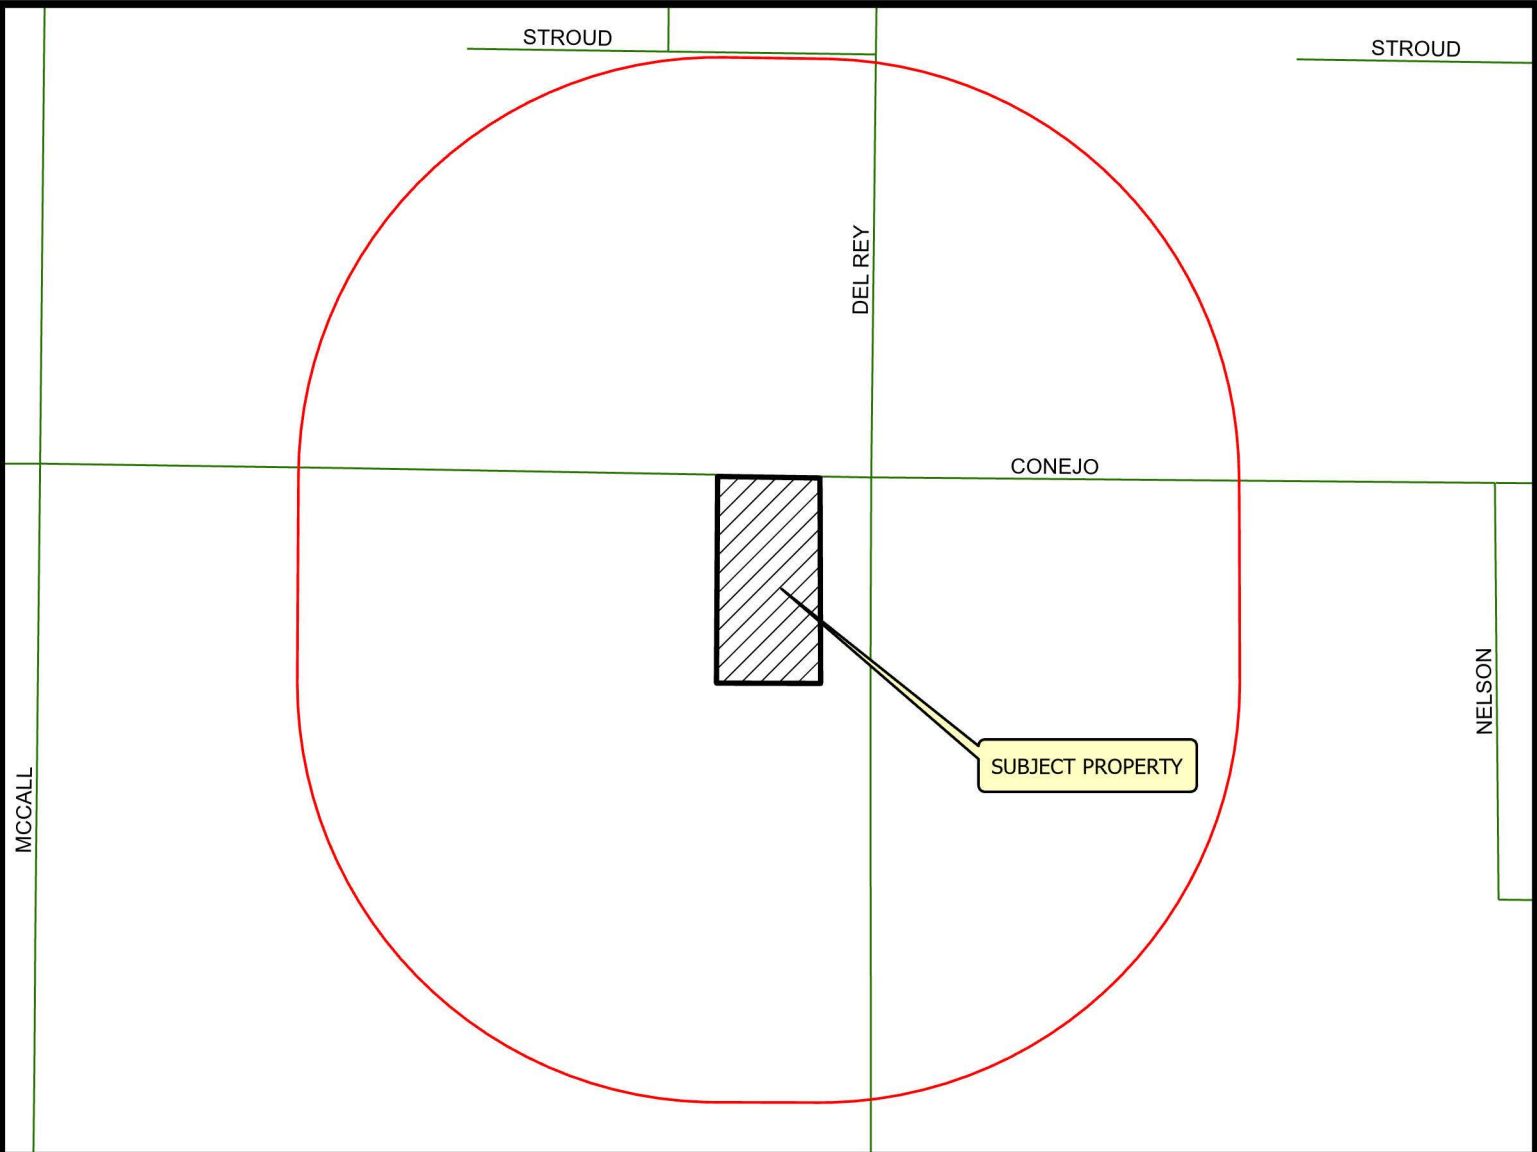 STROUD
STROUD
DEL REY
CONEJO
NELSON
SUBJECT PROPERTY
MCCALL